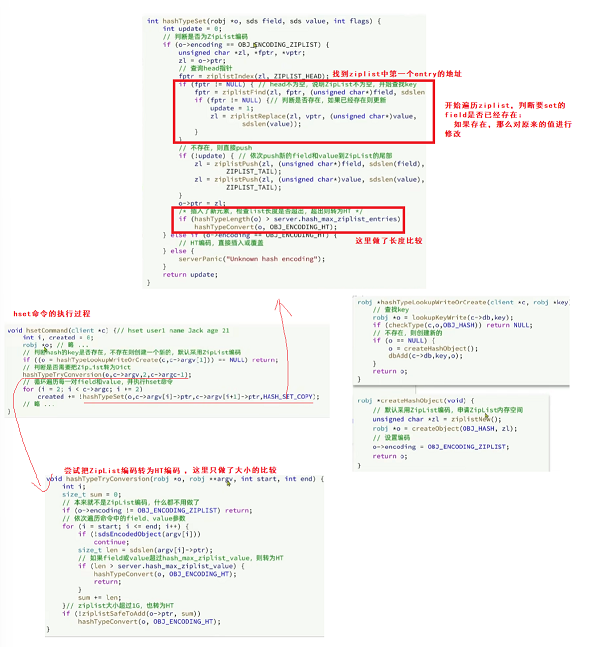 int hashTypeSet(robj *o, sds field, sds value, int flags) {
int update = 0;
// 判断是否为ZipList编码
if (o->encoding == OBJ_ENCODING_ZIPLIST) {
unsigned char *zl, *fptr, *vptr;
zl = o->ptr;
// 查询head指针
fptr = ziplistIndex(zl, ZIPLIST_HEAD);
找到ziplist中第一个entry的地址
if (fptr != NULL) { // head不为空，说明ZipList不为空，开始查找key
fptr = ziplistFind(zl, fptr, (unsigned char*)field, sdslen
if (fptr != NULL) {// 判断是否存在，如果已经存在则更新
update = 1;
zl = ziplistReplace(zl, vptr, (unsigned char*)value,
sdslen(value));
}
}
开始遍历ziplist，判断要set的
field是否已经存在；
如果存在，那么对原来的值进行
修改
// 不存在，则直接push
if (!update) { // 依次push新的field和value到ZipList的尾部
zl = ziplistPush(zl, (unsigned char*)field, sdslen(field),
ZIPLIST_TAIL);
zl = ziplistPush(zl, (unsigned char*)value, sdslen(value),
ZIPLIST_TAIL);
}
o->ptr = zl;
/* 插入了新元素，检查list长度是否超出，超出则转为HT */
if (hashTypeLength(o) > server.hash_max_ziplist_entries)
hashTypeConvert(o, OBJ_ENCODING_HT);
这里做了长度比较
} else if (o->encoding == OBJ_ENCODING_HT) {
// HT编码，直接插入或覆盖
} else {
serverPanic("Unknown hash encoding");
}
return update;
}
hset命令的执行过程
void hsetCommand(client *c) {// hset user1 name Jack age 21
int i, created = 0;
robj *o; // 略 ...
// 判断hash的key是否存在，不存在则创建一个新的，默认采用ZipList编码
if ((o = hashTypeLookupWriteOrCreate(c,c->argv[1])) == NULL) return;
// 判断是否需要把ZipList转为Dict
hashTypeTryConversion(o,c->argv,2,c->argc-1);
// 循环遍历每一对field和value，并执行hset命令
for (i = 2; i < c->argc; i += 2)
created += !hashTypeSet(o,c->argv[i]->ptr,c->argv[i+1]->ptr,HASH_SET_COPY);
// 略 ...
}
robj *hashTypeLookupWriteOrCreate(client *c, robj *key
// 查找key
robj *o = lookupKeyWrite(c->db,key);
if (checkType(c,o,OBJ_HASH)) return NULL;
// 不存在，则创建新的
if (o == NULL) {
o = createHashObject();
dbAdd(c->db,key,o);
}
return o;
}
robj *createHashObject(void) {
// 默认采用ZipList编码，申请ZipList内存空间
unsigned char *zl = ziplistNew();
robj *o = createObject(OBJ_HASH, zl);
// 设置编码
o->encoding = OBJ_ENCODING_ZIPLIST;
return o;
}
尝试把ZipList编码转为HT编码 ，这里只做了大小的比较
void hashTypeTryConversion(robj *o, robj **argv, int start, int end) {
int i;
size_t sum = 0;
// 本来就不是ZipList编码，什么都不用做了
if (o->encoding != OBJ_ENCODING_ZIPLIST) return;
// 依次遍历命令中的field、value参数
for (i = start; i <= end; i++) {
if (!sdsEncodedObject(argv[i]))
continue;
size_t len = sdslen(argv[i]->ptr);
// 如果field或value超过hash_max_ziplist_value，则转为HT
if (len > server.hash_max_ziplist_value) {
hashTypeConvert(o, OBJ_ENCODING_HT);
return;
}
sum += len;
}// ziplist大小超过1G，也转为HT
if (!ziplistSafeToAdd(o->ptr, sum))
hashTypeConvert(o, OBJ_ENCODING_HT);
}